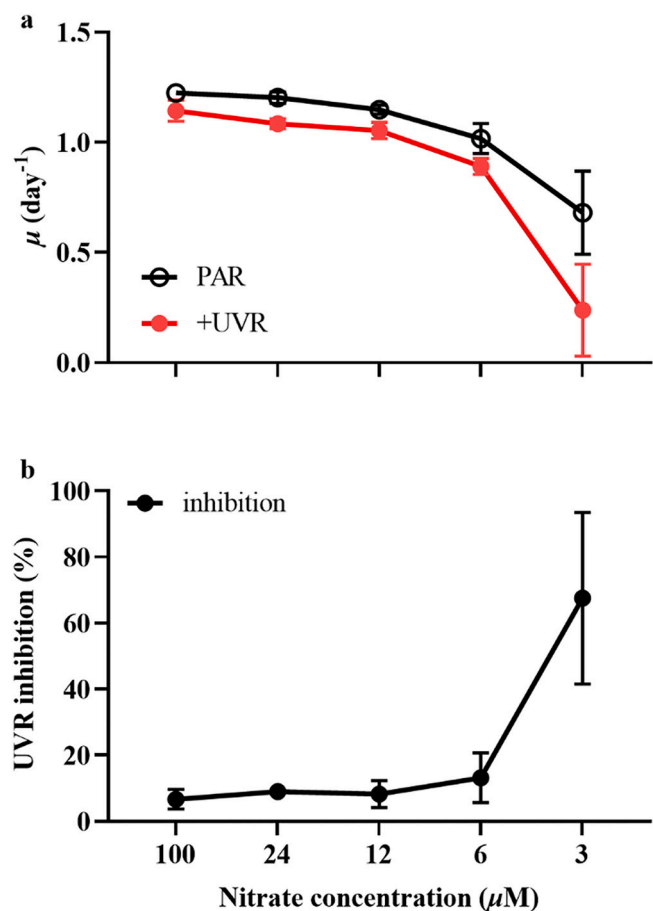 a
1.5
1.0
0.5
0.0
μ (day-1)
PAR
+UVR
b
100
80
60
40
20
0
UVR inhibition (%)
inhibition
100 24 12 6 3
Nitrate concentration (μM)